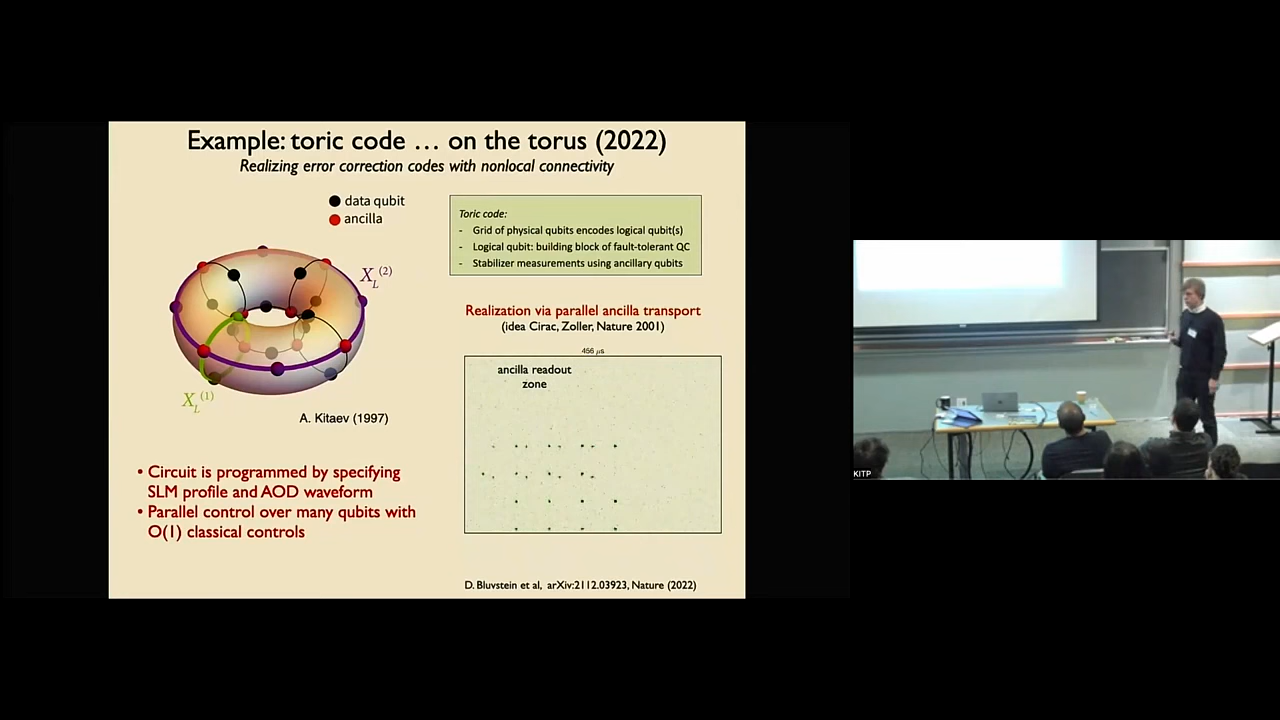 Example: toric code … on the torus (2022)
Realizing error correction codes with nonlocal connectivity
data qubit
ancilla
X_L^(2)
X_L^(1)
A. Kitaev (1997)
• Circuit is programmed by specifying
SLM profile and AOD waveform
• Parallel control over many qubits with
O(1) classical controls
Toric code:
- Grid of physical qubits encodes logical qubit(s)
- Logical qubit: building block of fault-tolerant QC
- Stabilizer measurements using ancillary qubits
Realization via parallel ancilla transport
(idea Cirac, Zoller, Nature 2001)
456 μs
ancilla readout
zone
D. Bluvstein et al, arXiv:2112.03923, Nature (2022)
KITP